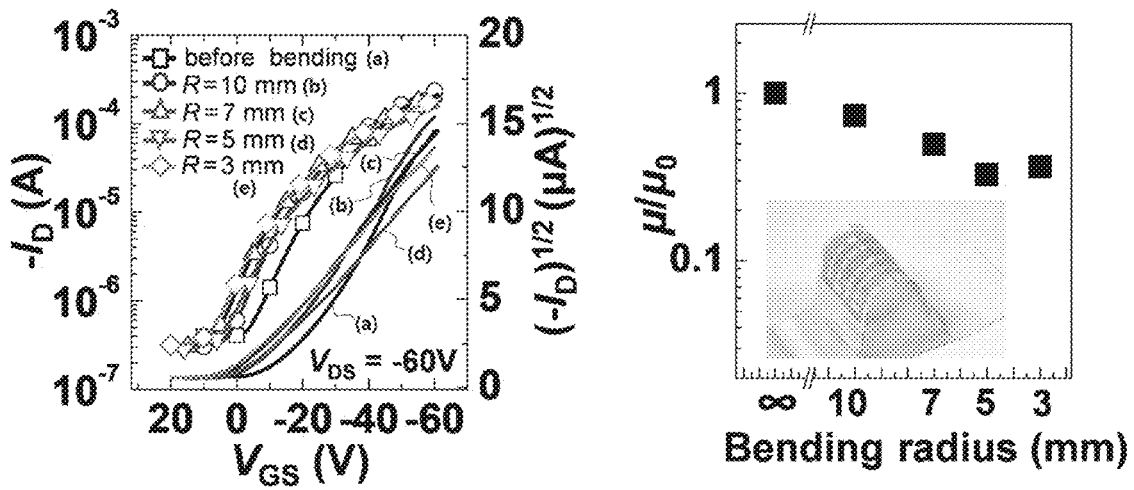 10⁻³
10⁻⁴
10⁻⁵
10⁻⁶
10⁻⁷
-I_D (A)
before bending (a)
R=10 mm (b)
R=7 mm (c)
R=5 mm (d)
R=3 mm
(e)
(c)
(b)
(e)
(d)
(a)
V_DS = -60V
20
15
10
5
0
(-I_D)^1/2 (μA)^1/2
20 0 -20 -40 -60
V_GS (V)
1
0.1
μ/μ₀
∞ 10 7 5 3
Bending radius (mm)